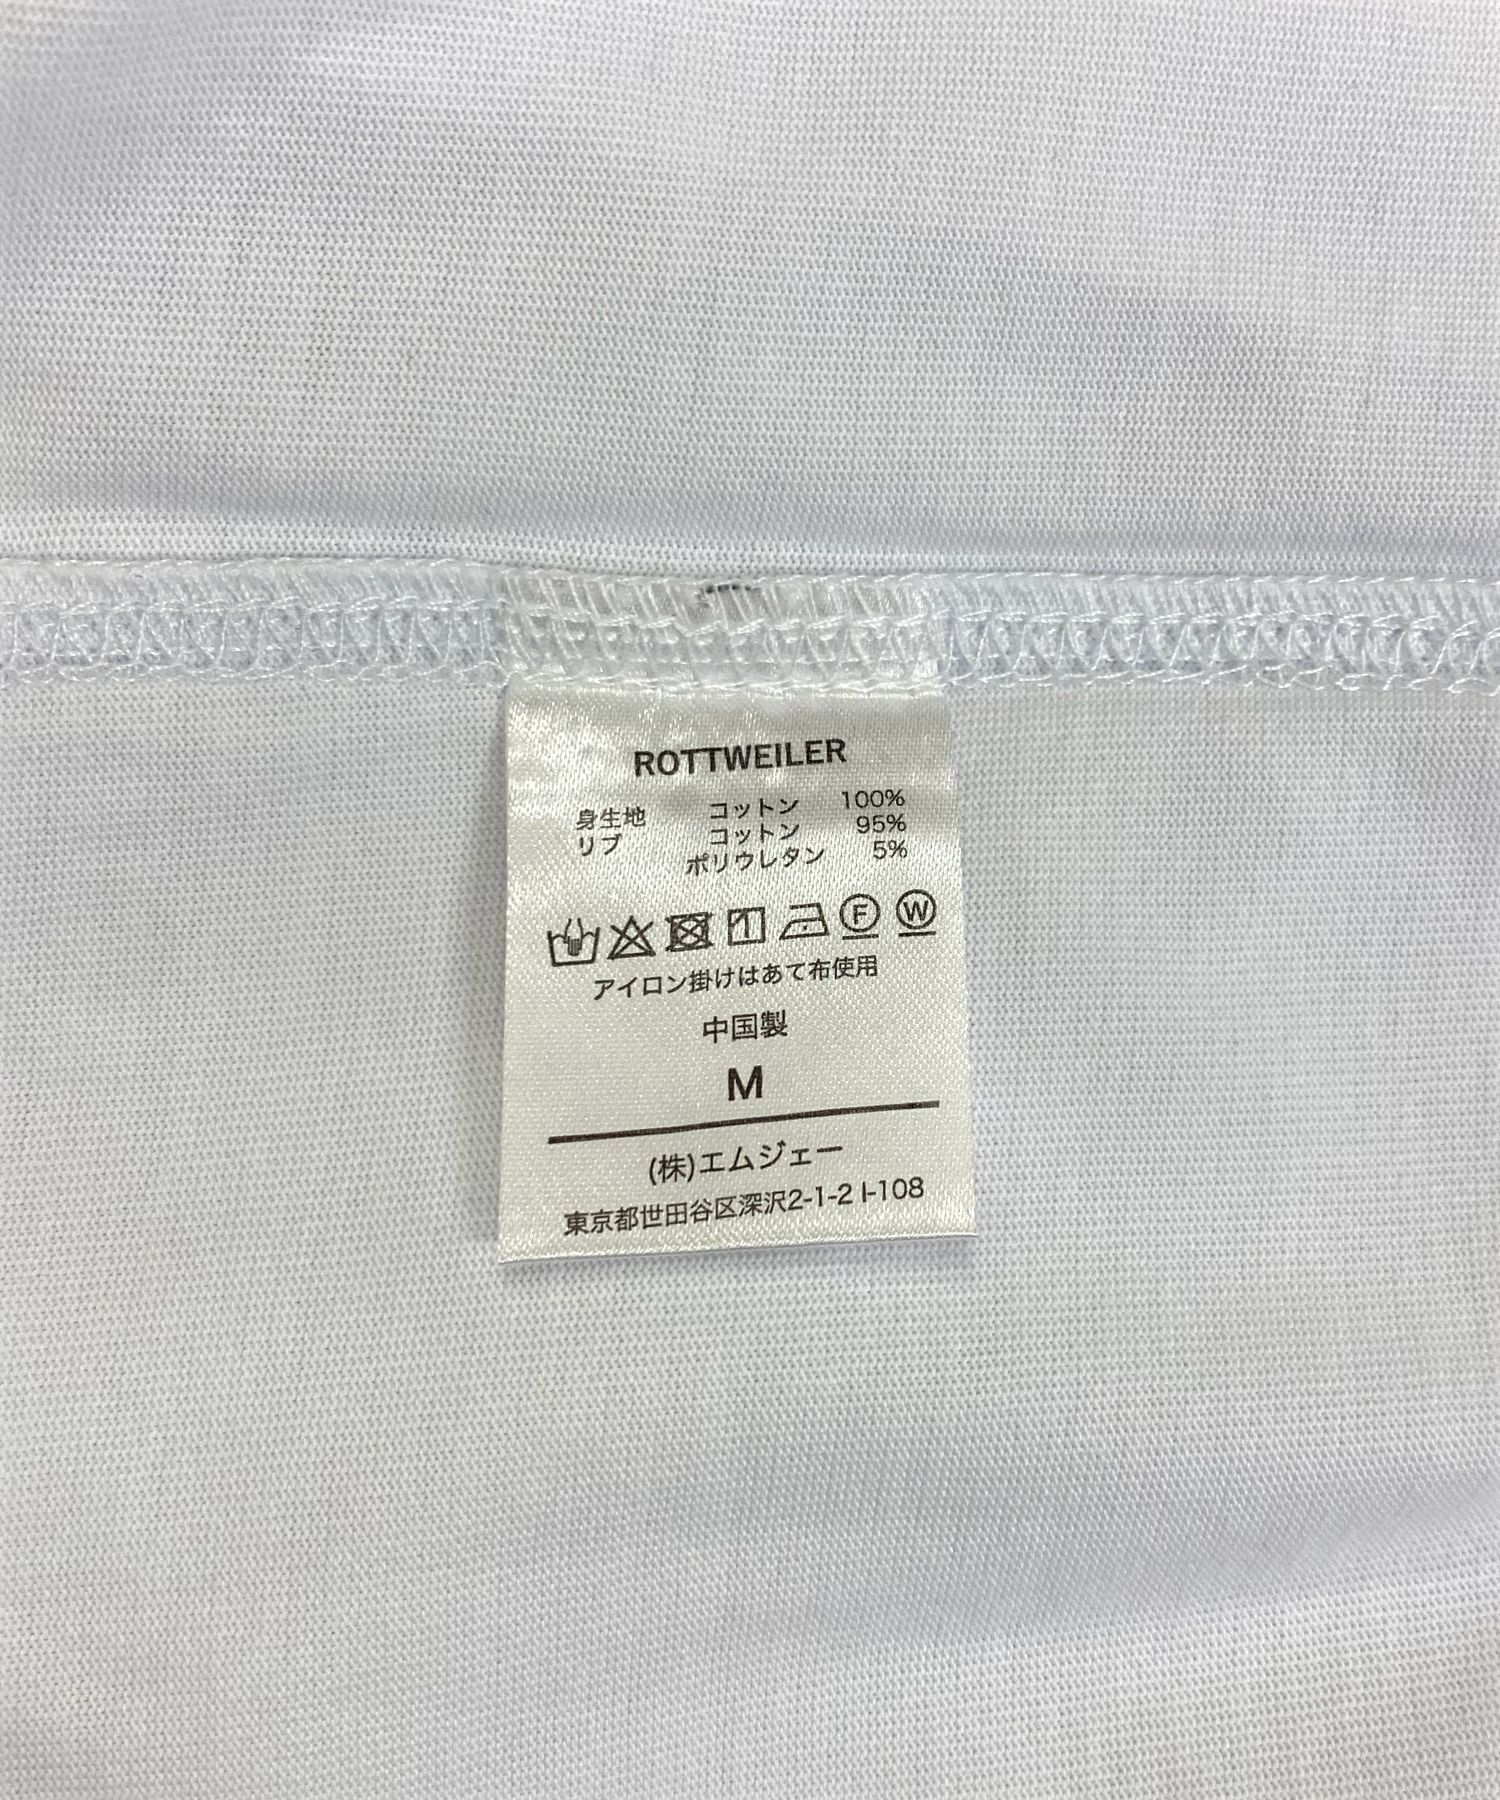 ROTTWEILER
身生地 コットン 100%
リブ コットン 95%
ポリウレタン 5%
F W
アイロン掛けはあて布使用
中国製
M
(株)エムジェー
東京都世田谷区深沢2-1-2 I-108